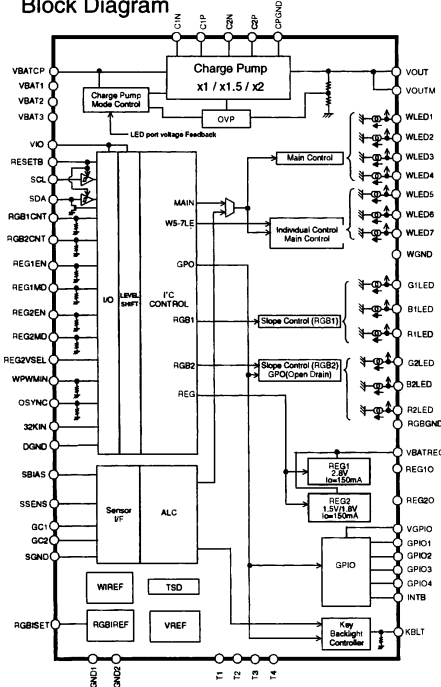 Block Diagram
C1N
C1P
C2N
C2P
CPGND
VBATCP
VBAT1
VBAT2
VBAT3
Charge Pump
x1 / x1.5 / x2
Charge Pump
Mode Control
OVP
LED port voltage Feedback
VOUT
VOUTM
VIO
RESETB
SCL
SDA
RGB1CNT
RGB2CNT
REG1EN
REG1MD
REG2EN
REG2MD
REG2VSEL
WPWMIN
OSYNC
32KIN
DGND
I/O
LEVEL
SHIFT
I²C
CONTROL
MAIN
W5-7LE
GPO
RGB1
RGB2
REG
Main Control
Individual Control
Main Control
Slope Control (RGB1)
Slope Control (RGB2)
GPO(Open Drain)
WLED1
WLED2
WLED3
WLED4
WLED5
WLED6
WLED7
WGND
G1LED
B1LED
R1LED
G2LED
B2LED
R2LED
RGBGND
VBATREG
REG1
2.8V
Io=150mA
REG1O
REG2
1.5V/1.8V
Io=150mA
REG2O
SBIAS
SSENS
GC1
GC2
SGND
Sensor
I/F
ALC
GPIO
VGPIO
GPIO1
GPIO2
GPIO3
GPIO4
INTB
WIREF
TSD
RGBISET
RGBIREF
VREF
Key
Backlight
Controller
KBLT
GND1
GND2
T1
T2
T3
T4